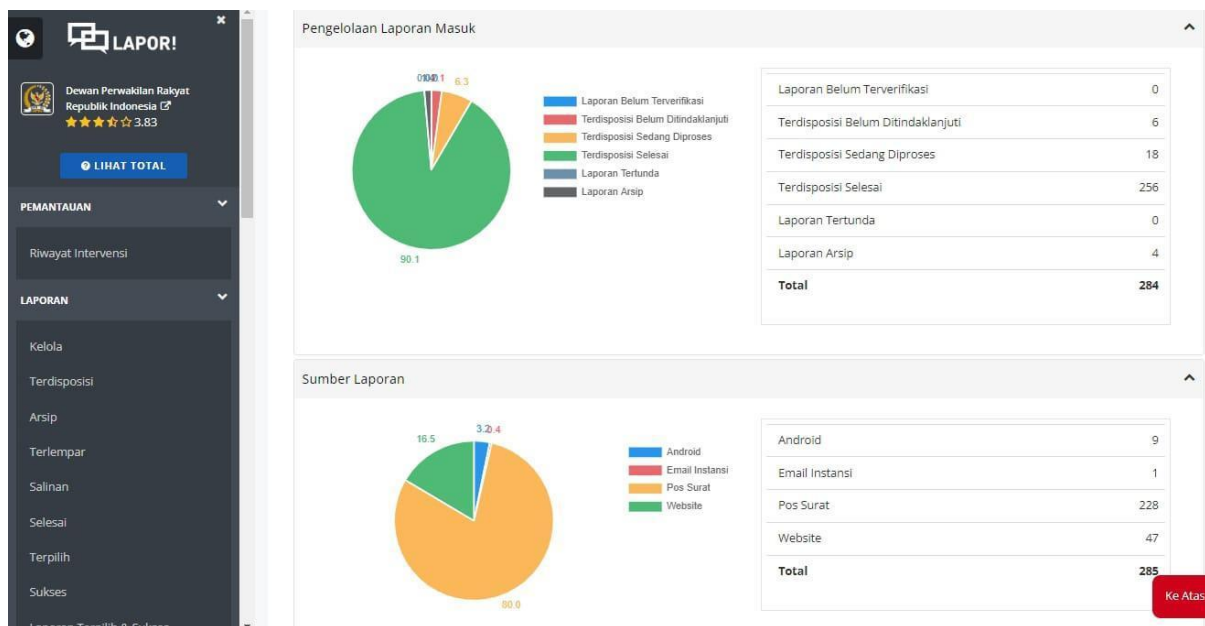 LAPOR!
Dewan Perwakilan Rakyat
Republik Indonesia
3.83
LIHAT TOTAL
PEMANTAUAN
Riwayat Intervensi
LAPORAN
Kelola
Terdisposisi
Arsip
Terlempar
Salinan
Selesai
Terpilih
Sukses
Laporan Terpilih & Sukses
Pengelolaan Laporan Masuk
6.3
90.1
Laporan Belum Terverifikasi
Terdisposisi Belum Ditindaklanjuti
Terdisposisi Sedang Diproses
Terdisposisi Selesai
Laporan Tertunda
Laporan Arsip
Laporan Belum Terverifikasi 0
Terdisposisi Belum Ditindaklanjuti 6
Terdisposisi Sedang Diproses 18
Terdisposisi Selesai 256
Laporan Tertunda 0
Laporan Arsip 4
Total 284
Sumber Laporan
16.5
3.2
0.4
80.0
Android
Email Instansi
Pos Surat
Website
Android 9
Email Instansi 1
Pos Surat 228
Website 47
Total 285
Ke Atas